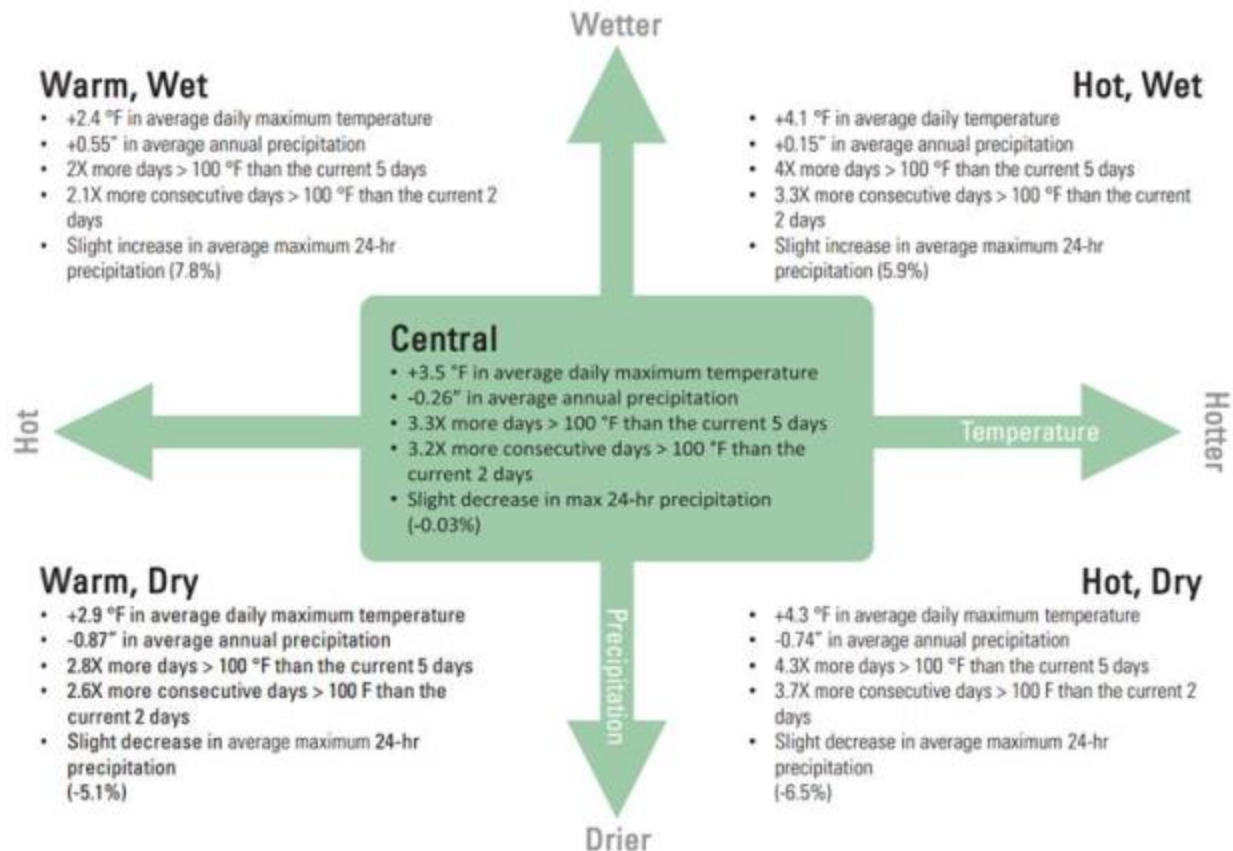 Wetter
Warm, Wet
• +2.4 °F in average daily maximum temperature
• +0.55” in average annual precipitation
• 2X more days > 100 °F than the current 5 days
• 2.1X more consecutive days > 100 °F than the current 2
days
• Slight increase in average maximum 24-hr
precipitation (7.8%)
Hot, Wet
• +4.1 °F in average daily temperature
• +0.15” in average annual precipitation
• 4X more days > 100 °F than the current 5 days
• 3.3X more consecutive days > 100 °F than the current
2 days
• Slight increase in average maximum 24-hr
precipitation (5.9%)
Hot
Central
• +3.5 °F in average daily maximum temperature
• -0.26” in average annual precipitation
• 3.3X more days > 100 °F than the current 5 days
• 3.2X more consecutive days > 100 °F than the
current 2 days
• Slight decrease in max 24-hr precipitation
(-0.03%)
Temperature
Hotter
Warm, Dry
• +2.9 °F in average daily maximum temperature
• -0.87” in average annual precipitation
• 2.8X more days > 100 °F than the current 5 days
• 2.6X more consecutive days > 100 F than the
current 2 days
• Slight decrease in average maximum 24-hr
precipitation
(-5.1%)
Precipitation
Hot, Dry
• +4.3 °F in average daily maximum temperature
• -0.74” in average annual precipitation
• 4.3X more days > 100 °F than the current 5 days
• 3.7X more consecutive days > 100 F than the current 2
days
• Slight decrease in average maximum 24-hr
precipitation
(-6.5%)
Drier